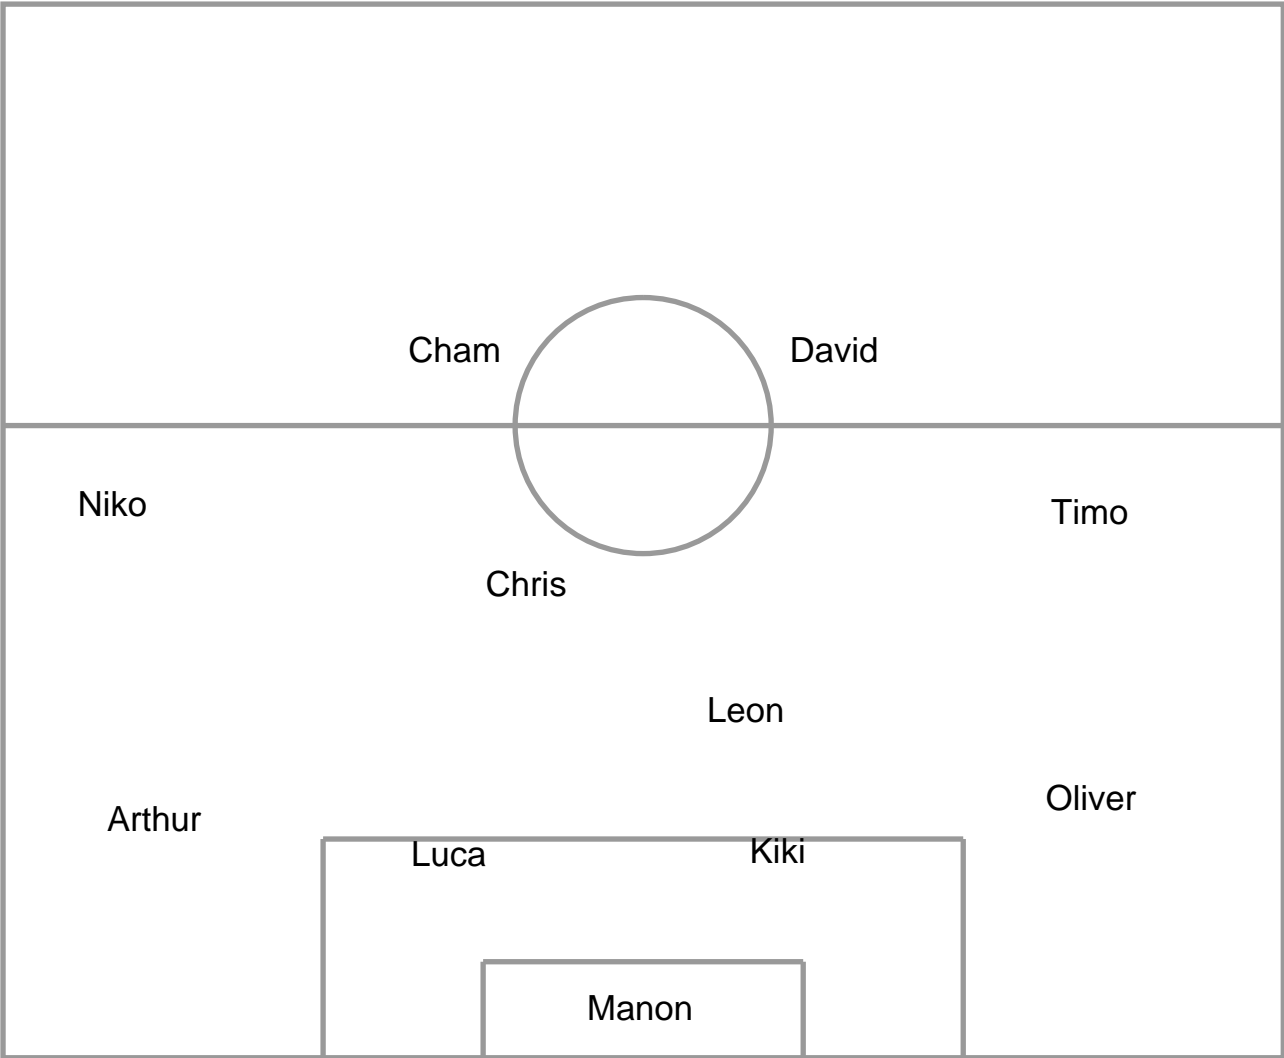 Cham David
Niko Timo
Chris
Leon
Oliver
Arthur
Luca Kiki
Manon